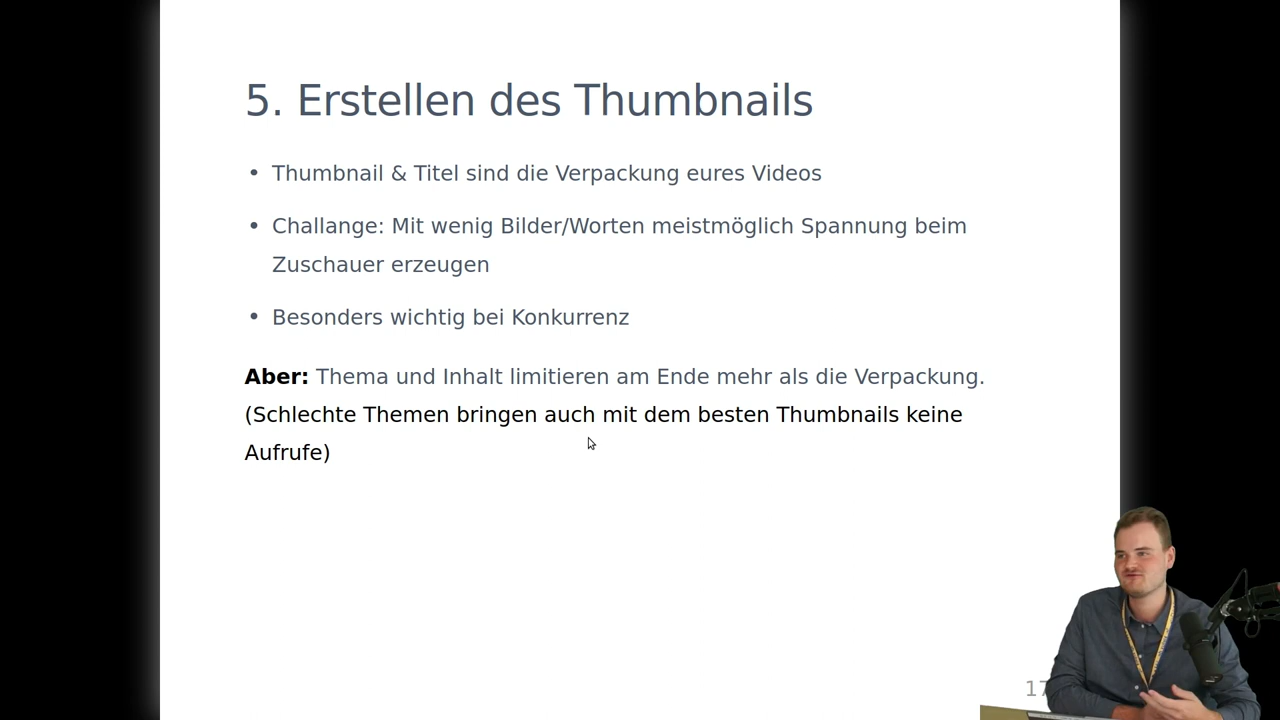 5. Erstellen des Thumbnails
• Thumbnail & Titel sind die Verpackung eures Videos
• Challange: Mit wenig Bilder/Worten meistmöglich Spannung beim
Zuschauer erzeugen
• Besonders wichtig bei Konkurrenz
Aber: Thema und Inhalt limitieren am Ende mehr als die Verpackung.
(Schlechte Themen bringen auch mit dem besten Thumbnails keine
Aufrufe)
17